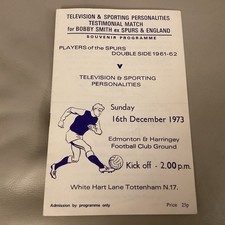 TELEVISION & SPORTING PERSONALITIES
TESTIMONIAL MATCH
for BOBBY SMITH ex SPURS & ENGLAND
SOUVENIR PROGRAMME
PLAYERS of the SPURS
DOUBLE SIDE 1961-62
V
TELEVISION & SPORTING
PERSONALITIES
Sunday
16th December 1973
Edmonton & Harringey
Football Club Ground
Kick off - 2.00 p.m.
White Hart Lane Tottenham N.17.
Admission by programme only
Price 25p